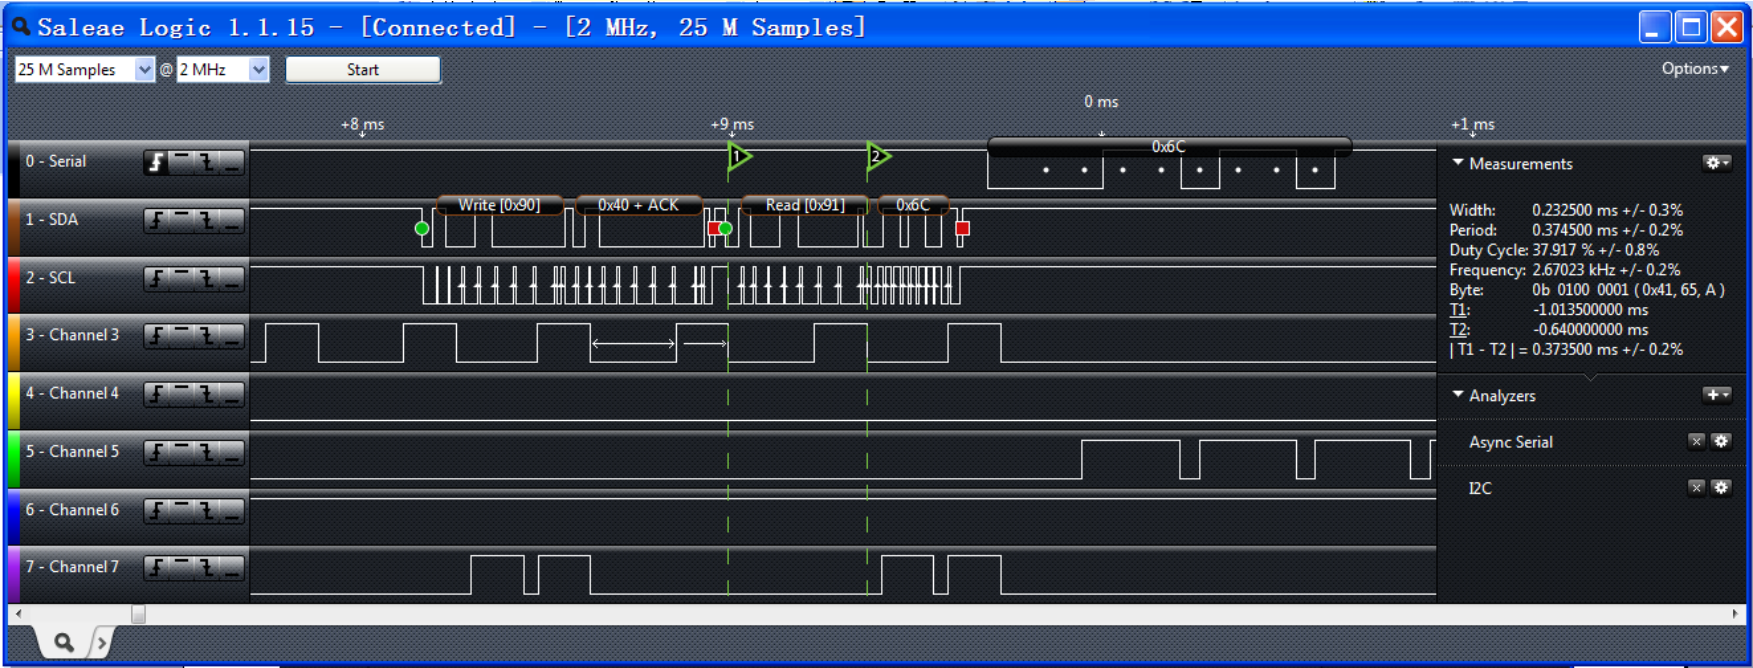 Saleae Logic 1.1.15 - [Connected] - [2 MHz, 25 M Samples]
25 M Samples @ 2 MHz Start Options
0 ms
+8 ms +9 ms +1 ms
0 - Serial 1 2 0x6C
1 - SDA Write [0x90] 0x40 + ACK Read [0x91] 0x6C
2 - SCL
3 - Channel 3
4 - Channel 4
5 - Channel 5
6 - Channel 6
7 - Channel 7
Measurements
Width: 0.232500 ms +/- 0.3%
Period: 0.374500 ms +/- 0.2%
Duty Cycle: 37.917 % +/- 0.8%
Frequency: 2.67023 kHz +/- 0.2%
Byte: 0b 0100 0001 ( 0x41, 65, A )
T1: -1.013500000 ms
T2: -0.640000000 ms
| T1 - T2 | = 0.373500 ms +/- 0.2%
Analyzers
Async Serial
I2C